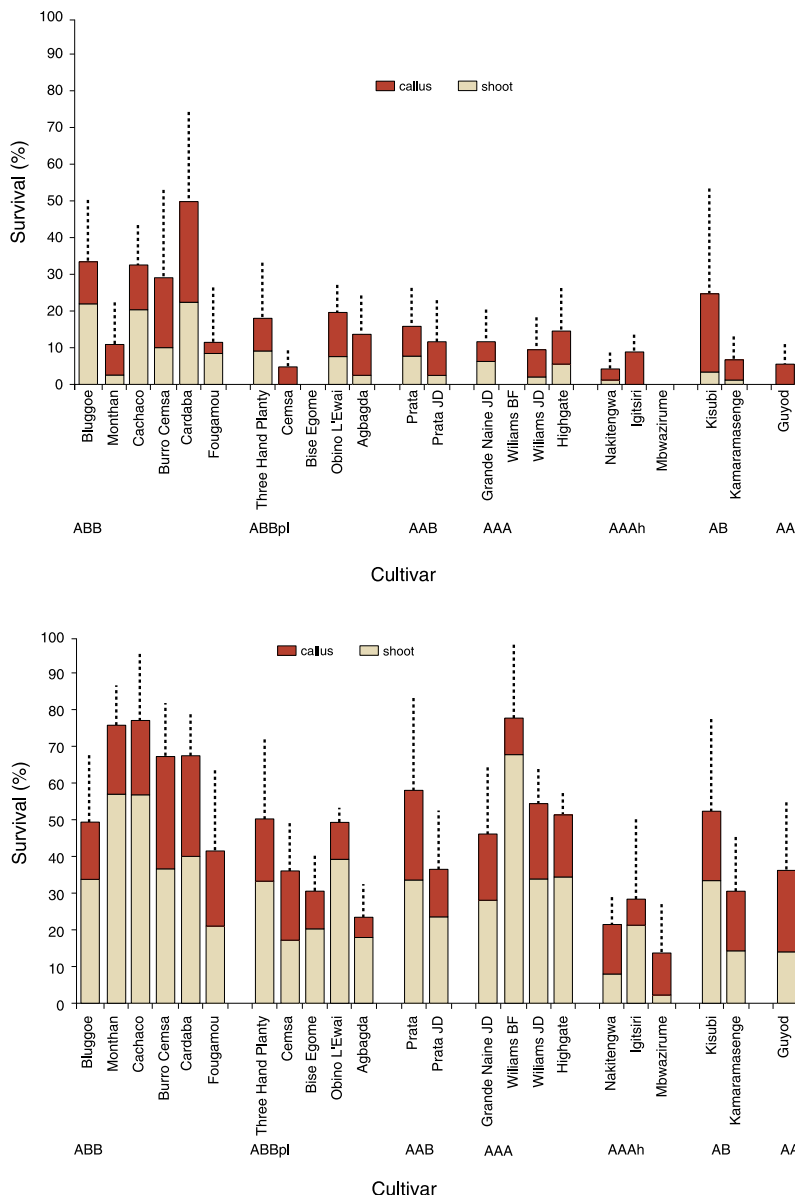 100
90
80
70
60
50
40
30
20
10
0
Survival (%)
callus shoot
Bluggoe
Monthan
Cachaco
Burro Cemsa
Cardaba
Fougamou
Three Hand Planty
Cemsa
Bise Egome
Obino L'Ewai
Agbagda
Prata
Prata JD
Grande Naine JD
Wiliams BF
Wiliams JD
Highgate
Nakitengwa
Igitsiri
Mbwazirume
Kisubi
Kamaramasenge
Guyod
ABB ABBpl AAB AAA AAAh AB AA
Cultivar
100
90
80
70
60
50
40
30
20
10
0
Survival (%)
callus shoot
Bluggoe
Monthan
Cachaco
Burro Cemsa
Cardaba
Fougamou
Three Hand Planty
Cemsa
Bise Egome
Obino L'Ewai
Agbagda
Prata
Prata JD
Grande Naine JD
Wiliams BF
Wiliams JD
Highgate
Nakitengwa
Igitsiri
Mbwazirume
Kisubi
Kamaramasenge
Guyod
ABB ABBpl AAB AAA AAAh AB AA
Cultivar